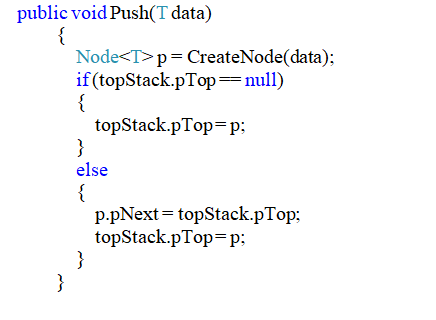 public void Push(T data)
{
Node<T> p = CreateNode(data);
if (topStack.pTop == null)
{
topStack.pTop = p;
}
else
{
p.pNext = topStack.pTop;
topStack.pTop = p;
}
}